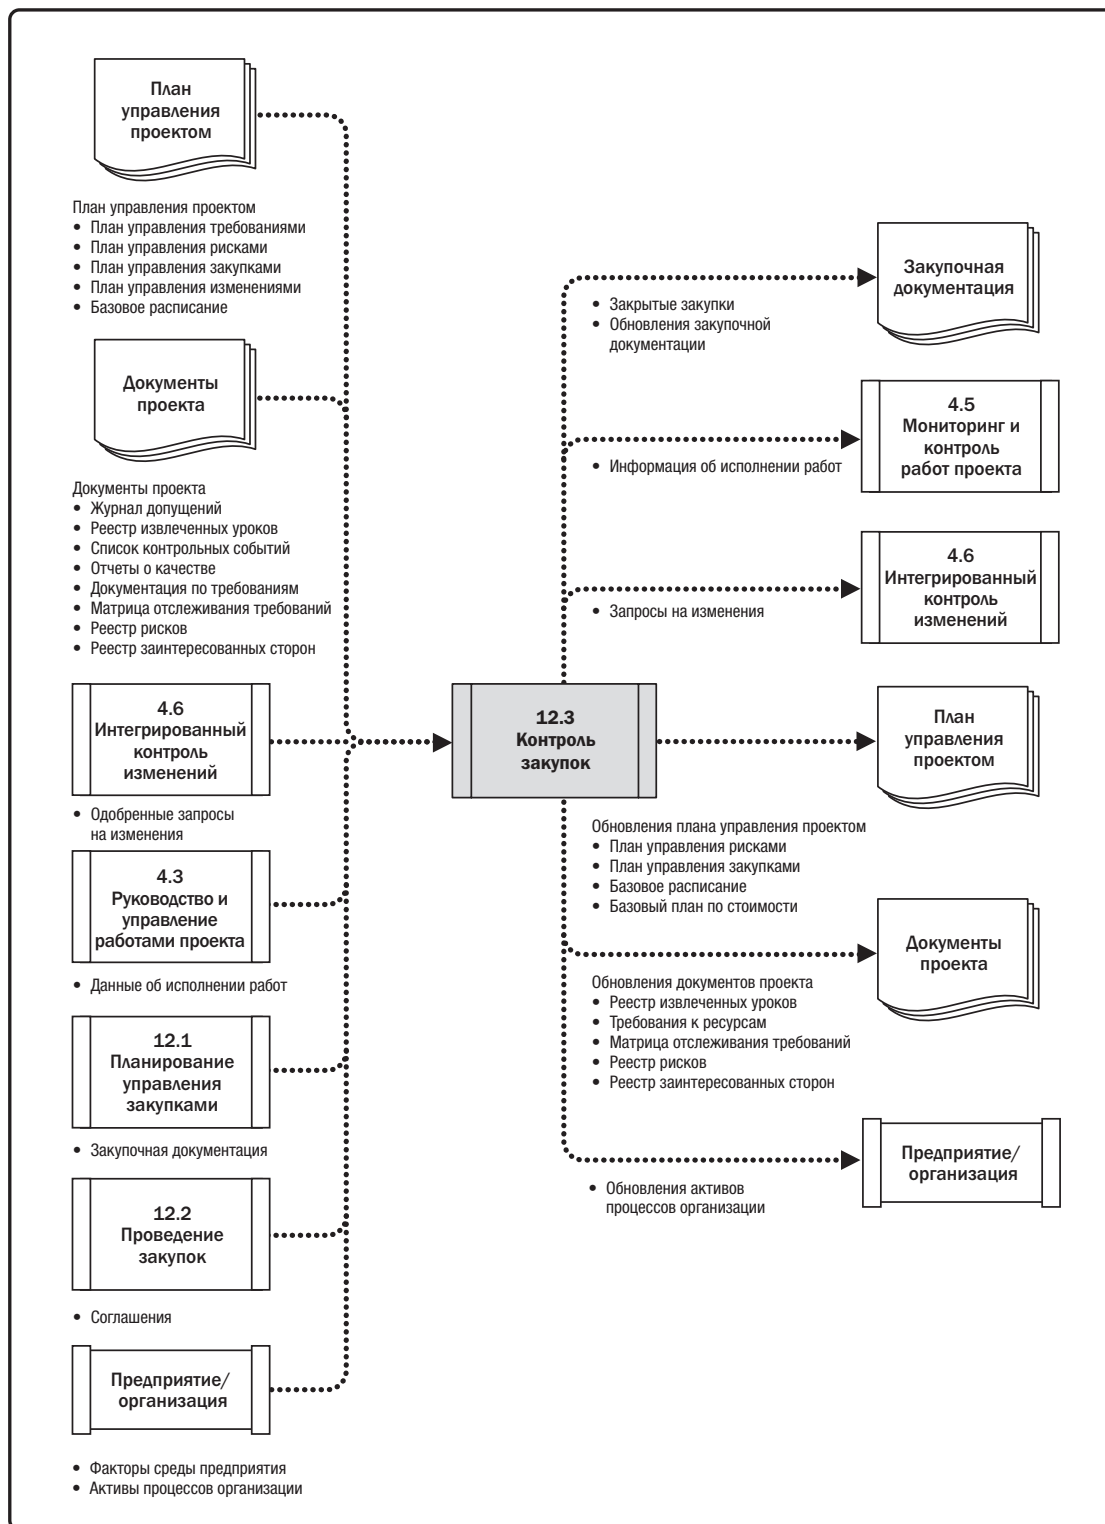 План
управления
проектом
План управления проектом
• План управления требованиями
• План управления рисками
• План управления закупками
• План управления изменениями
• Базовое расписание
Документы
проекта
Документы проекта
• Журнал допущений
• Реестр извлеченных уроков
• Список контрольных событий
• Отчеты о качестве
• Документация по требованиям
• Матрица отслеживания требований
• Реестр рисков
• Реестр заинтересованных сторон
4.6
Интегрированный
контроль
изменений
• Одобренные запросы
на изменения
4.3
Руководство и
управление
работами проекта
• Данные об исполнении работ
12.1
Планирование
управления
закупками
• Закупочная документация
12.2
Проведение
закупок
• Соглашения
Предприятие/
организация
• Факторы среды предприятия
• Активы процессов организации
12.3
Контроль
закупок
Закупочная
документация
• Закрытые закупки
• Обновления закупочной
документации
4.5
Мониторинг и
контроль
работ проекта
• Информация об исполнении работ
4.6
Интегрированный
контроль
изменений
• Запросы на изменения
План
управления
проектом
Обновления плана управления проектом
• План управления рисками
• План управления закупками
• Базовое расписание
• Базовый план по стоимости
Документы
проекта
Обновления документов проекта
• Реестр извлеченных уроков
• Требования к ресурсам
• Матрица отслеживания требований
• Реестр рисков
• Реестр заинтересованных сторон
Предприятие/
организация
• Обновления активов
процессов организации